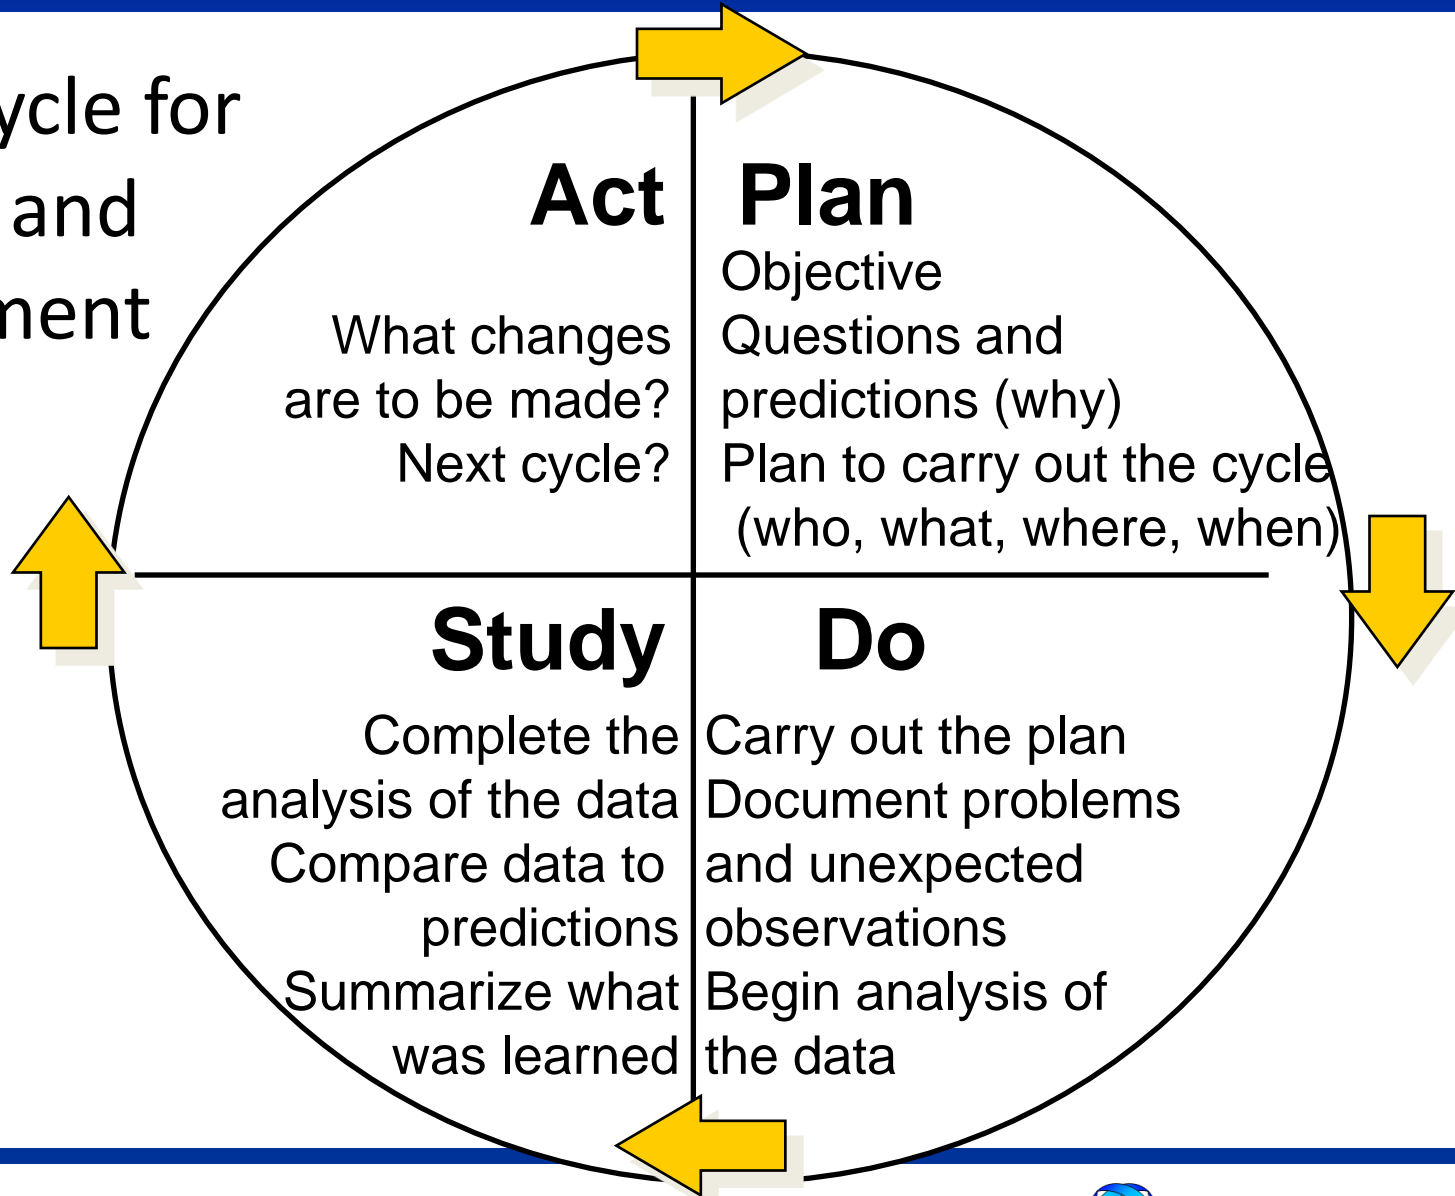 ycle for
and
ment
Act
What changes
are to be made?
Next cycle?
Plan
Objective
Questions and
predictions (why)
Plan to carry out the cycle
(who, what, where, when)
Study
Complete the
analysis of the data
Compare data to
predictions
Summarize what
was learned
Do
Carry out the plan
Document problems
and unexpected
observations
Begin analysis of
the data